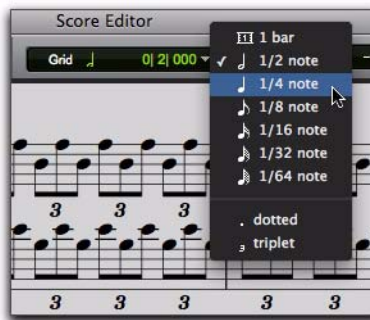 Score Editor
Grid 0| 2| 000
1 bar
1/2 note
1/4 note
1/8 note
1/16 note
1/32 note
1/64 note
. dotted
3 triplet
3 3 3
3 3 3 3 3